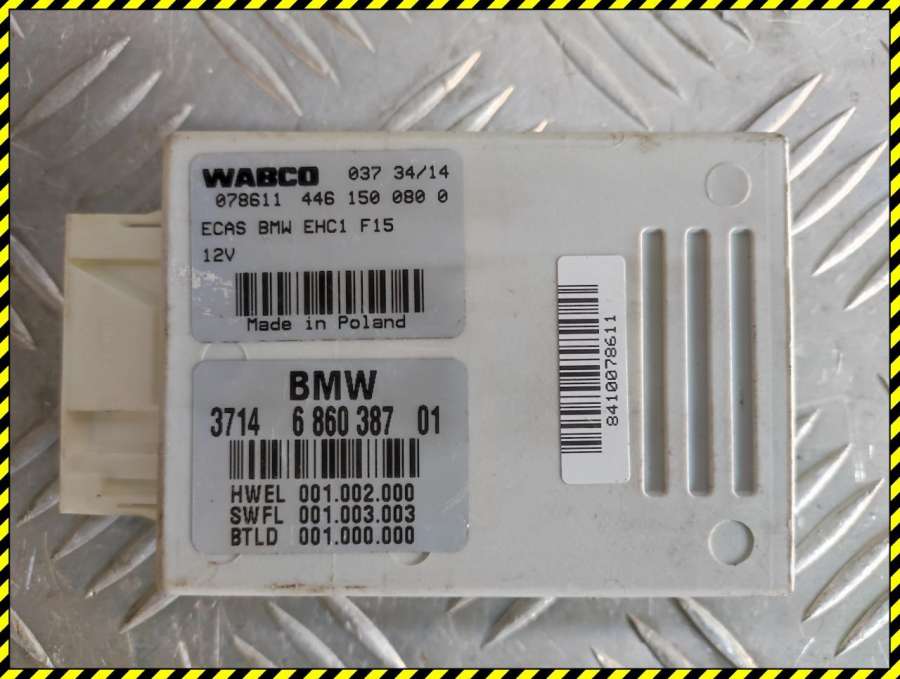 WABCO 037 34/14
078611 446 150 080 0
ECAS BMW EHC1 F15
12V
Made in Poland
BMW
3714 6 860 387 01
HWEL 001.002.000
SWFL 001.003.003
BTLD 001.000.000
8410078611